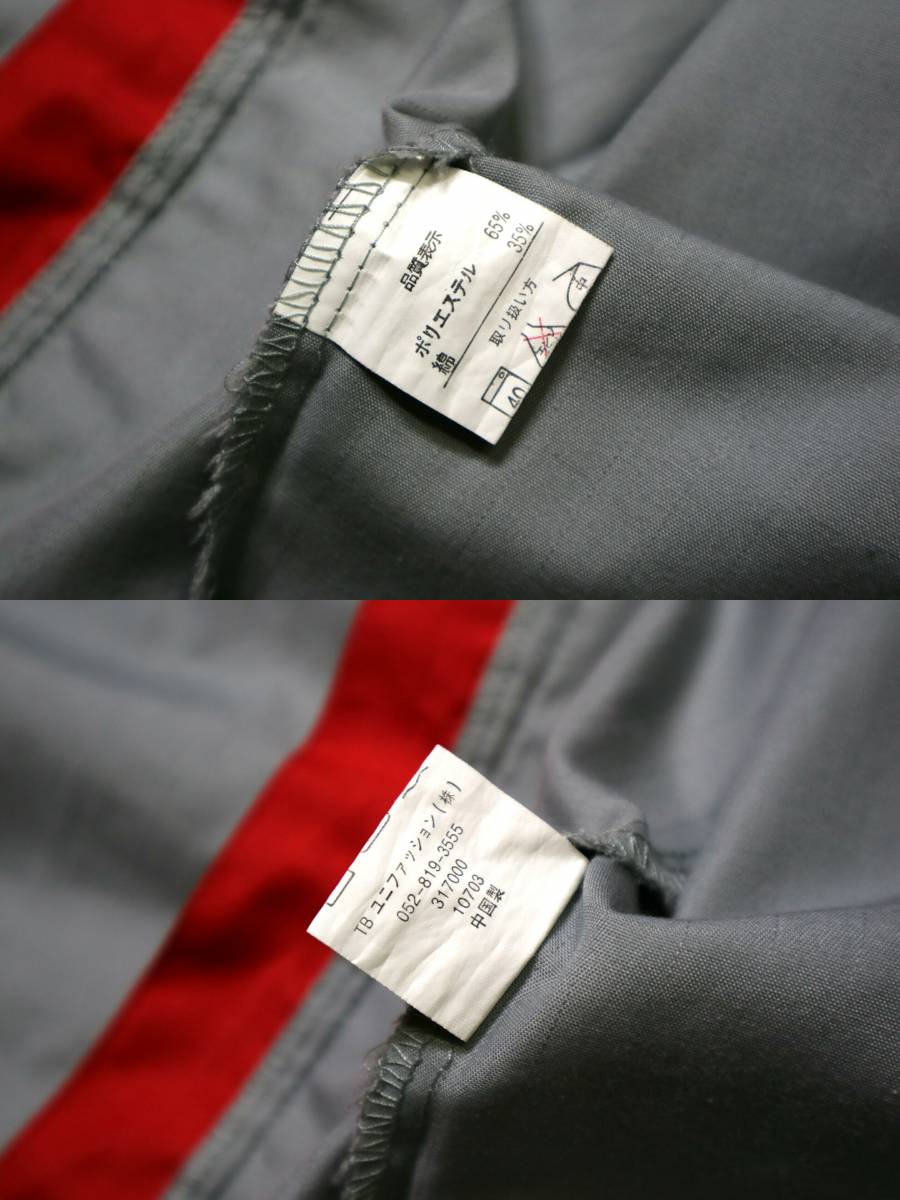 品質表示
ポリエステル 65%
綿 35%
取り扱い方
40
中
TB ユニファッション(株)
052-819-3555
317000
10703
中国製